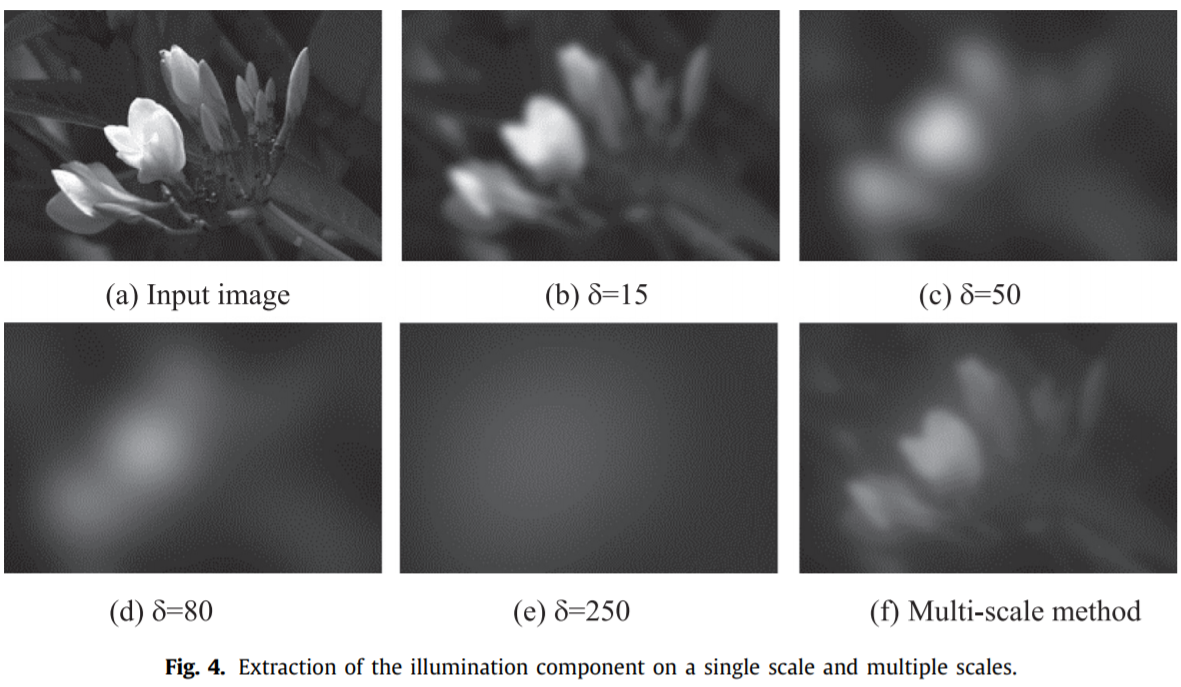 (a) Input image
(b) δ=15
(c) δ=50
(d) δ=80
(e) δ=250
(f) Multi-scale method
Fig. 4. Extraction of the illumination component on a single scale and multiple scales.